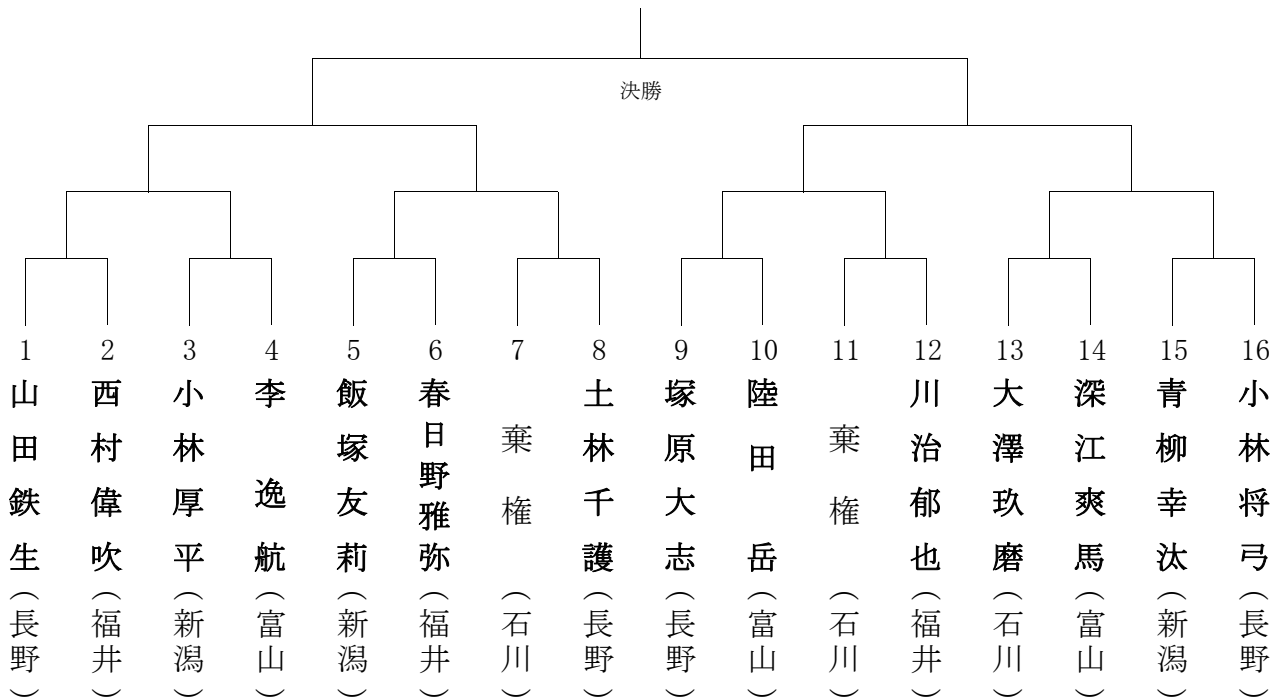 決勝
1 山田鉄生（長野）
2 西村偉吹（福井）
3 小林厚平（新潟）
4 李逸航（富山）
5 飯塚友莉（新潟）
6 春日野雅弥（福井）
7 棄権（石川）
8 土林千護（長野）
9 塚原大志（長野）
10 陸田岳（富山）
11 棄権（石川）
12 川治郁也（福井）
13 大澤玖磨（石川）
14 深江爽馬（富山）
15 青柳幸汰（新潟）
16 小林将弓（長野）